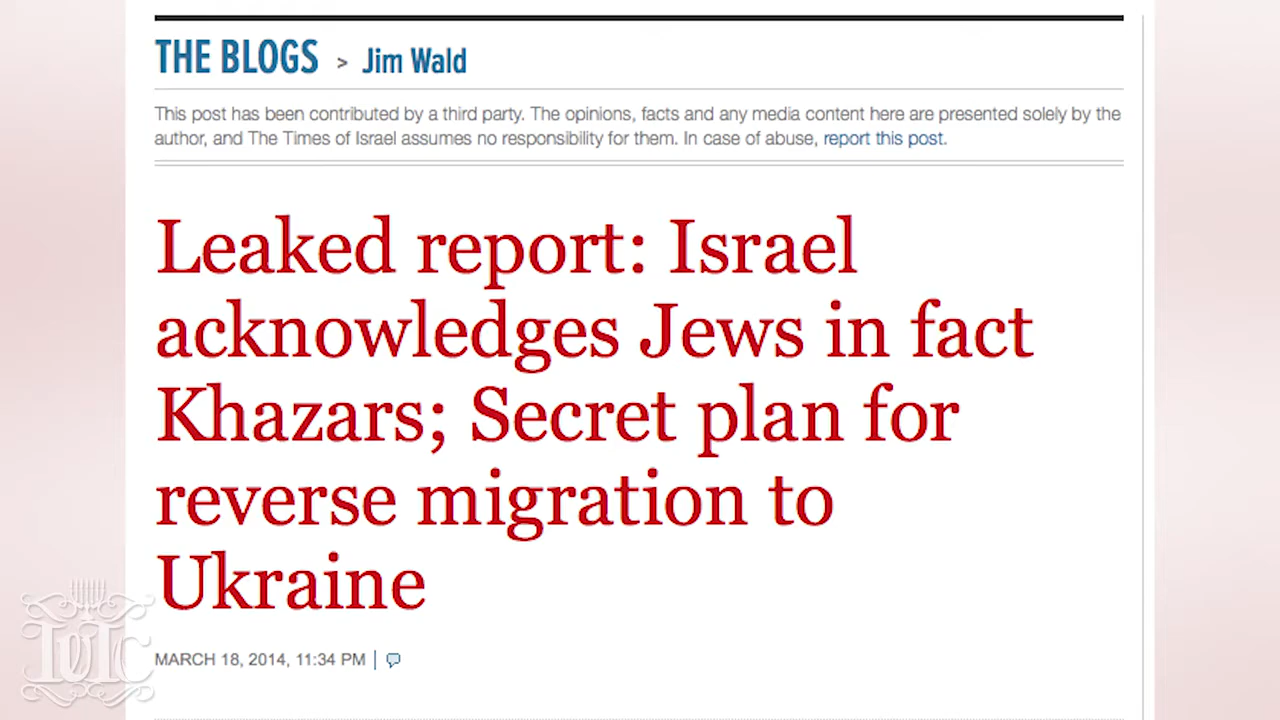 THE BLOGS > Jim Wald
This post has been contributed by a third party. The opinions, facts and any media content here are presented solely by the
author, and The Times of Israel assumes no responsibility for them. In case of abuse, report this post.
Leaked report: Israel
acknowledges Jews in fact
Khazars; Secret plan for
reverse migration to
Ukraine
MARCH 18, 2014, 11:34 PM |
IUIC